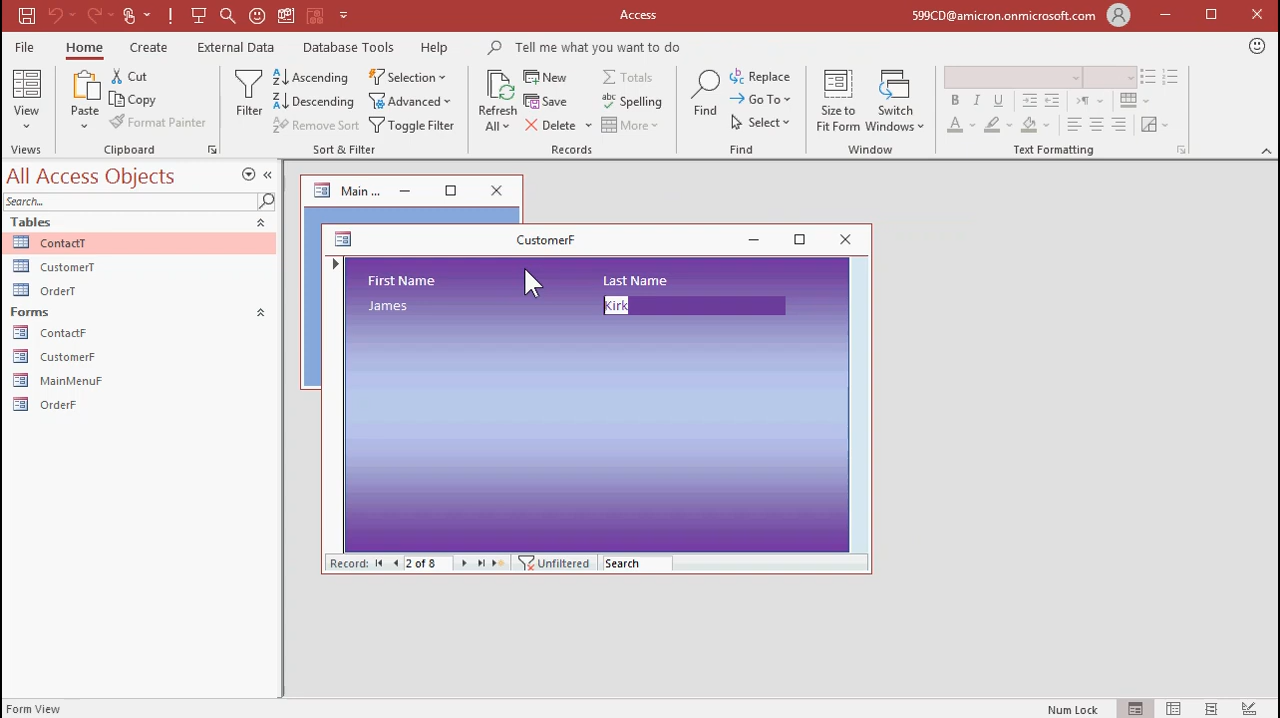 Access
599CD@amicron.onmicrosoft.com
File Home Create External Data Database Tools Help Tell me what you want to do
View
Views
Paste
Cut
Copy
Format Painter
Clipboard
Filter
Ascending
Descending
Remove Sort
Selection
Advanced
Toggle Filter
Sort & Filter
Refresh
All
New
Save
Delete
Totals
Spelling
More
Records
Find
Replace
Go To
Select
Find
Size to
Fit Form
Switch
Windows
Window
B I U
A
Text Formatting
All Access Objects
Search...
Tables
ContactT
CustomerT
OrderT
Forms
ContactF
CustomerF
MainMenuF
OrderF
Main ...
CustomerF
First Name Last Name
James Kirk
Record: 2 of 8 Unfiltered Search
Form View Num Lock